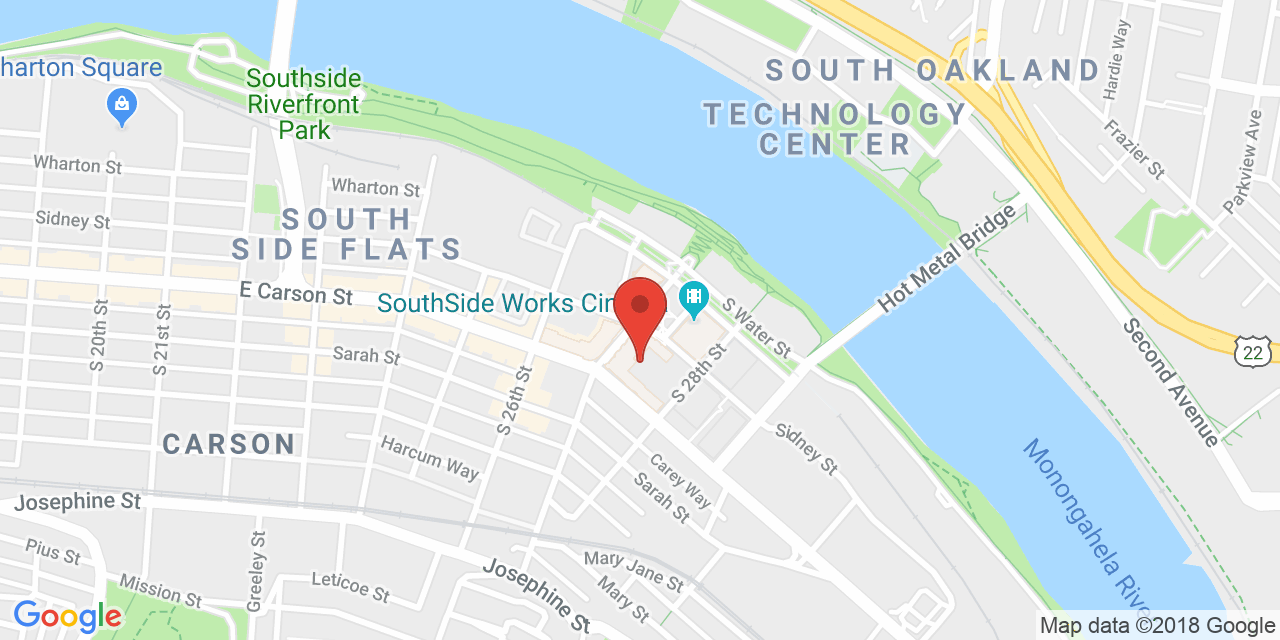 SOUTH OAKLAND
Hardie Way
harton Square
Southside
Riverfront
Park
TECHNOLOGY
CENTER
Frazier St
Parkview Ave
Wharton St
Wharton St
Sidney St
SOUTH
SIDE FLATS
Hot Metal Bridge
E Carson St
SouthSide Works Cin
S Water St
S 20th St
S 21st St
Sarah St
S 28th St
22
Second Avenue
S 26th St
CARSON
Harcum Way
Sidney St
Carey Way
Sarah St
Monongahela Rive
Josephine St
Pius St
Greeley St
Mission St
Leticoe St
Josephine St
Mary Jane St
Mary St
Google
Map data ©2018 Google